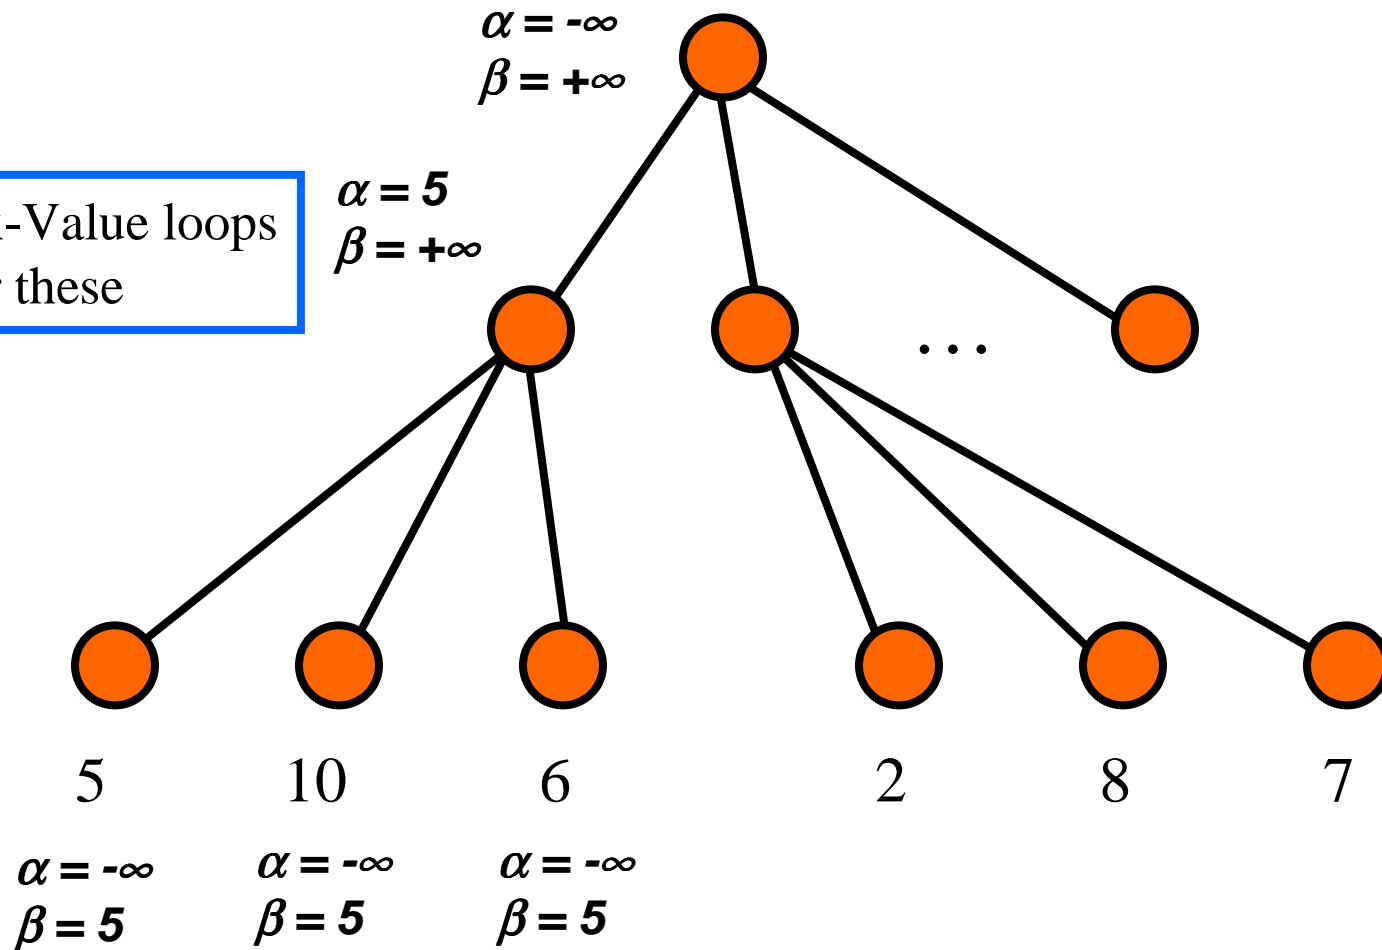 α = -∞
β = +∞
α = 5
β = +∞
-Value loops
these
...
5 10 6 2 8 7
α = -∞ α = -∞ α = -∞
β = 5 β = 5 β = 5